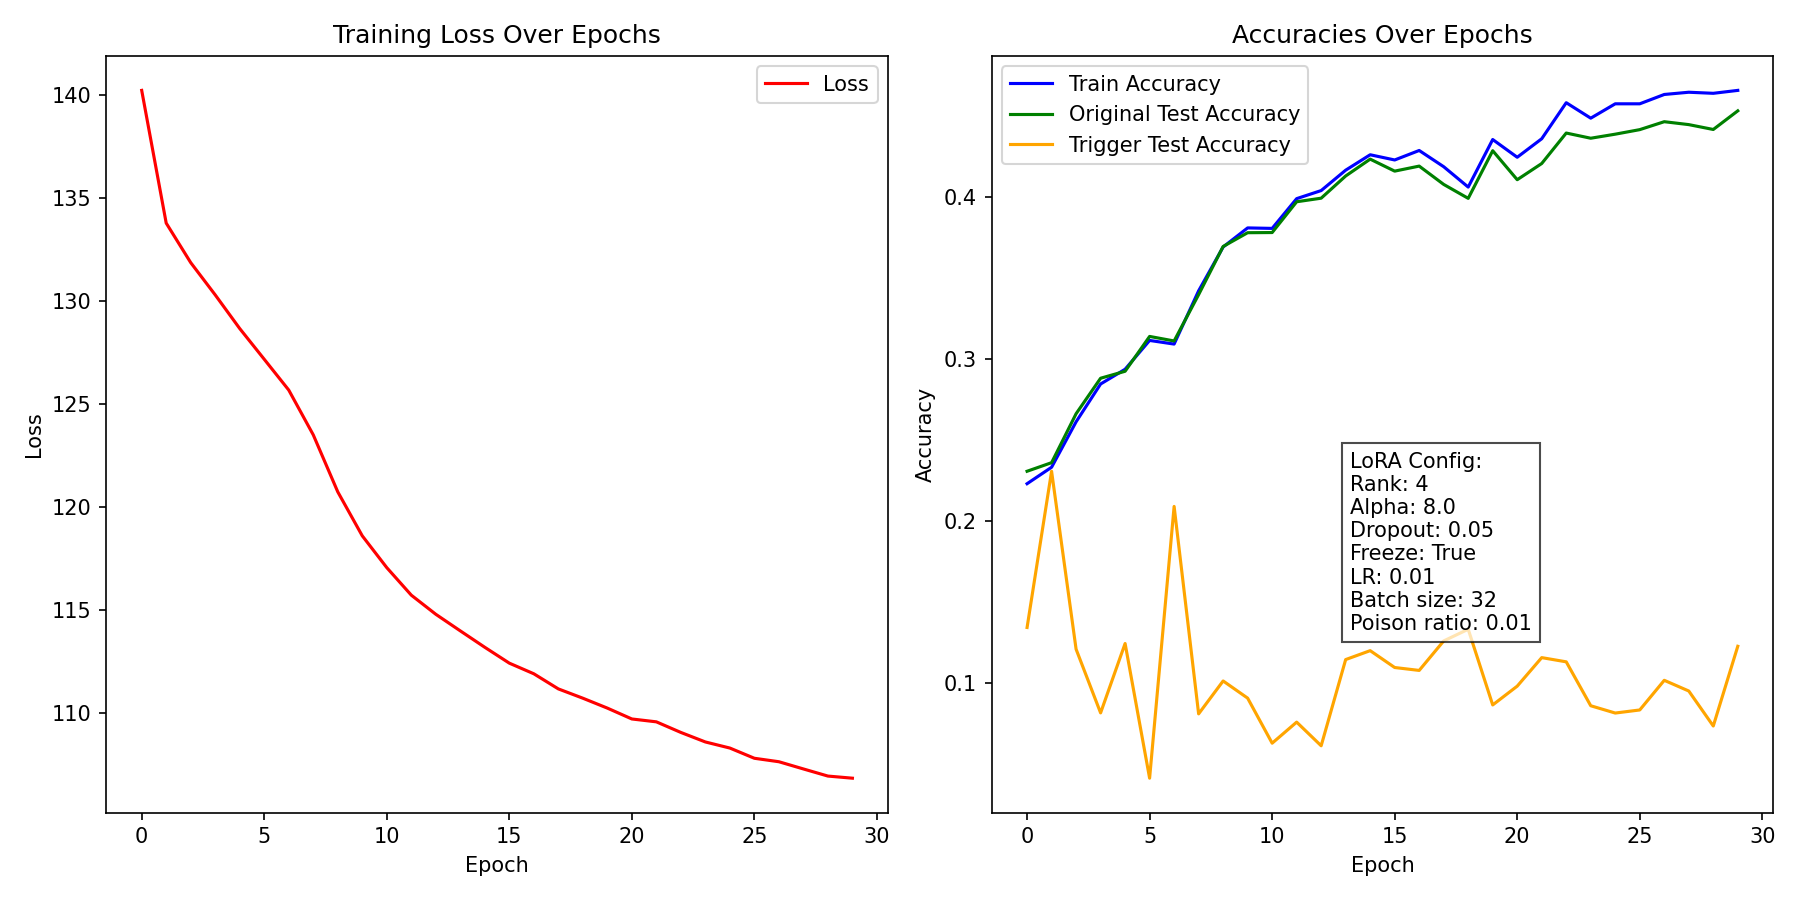 Training Loss Over Epochs
Loss
140
135
130
125
120
115
110
Loss
0 5 10 15 20 25 30
Epoch
Accuracies Over Epochs
Train Accuracy
Original Test Accuracy
Trigger Test Accuracy
0.4
0.3
0.2
0.1
Accuracy
LoRA Config:
Rank: 4
Alpha: 8.0
Dropout: 0.05
Freeze: True
LR: 0.01
Batch size: 32
Poison ratio: 0.01
0 5 10 15 20 25 30
Epoch